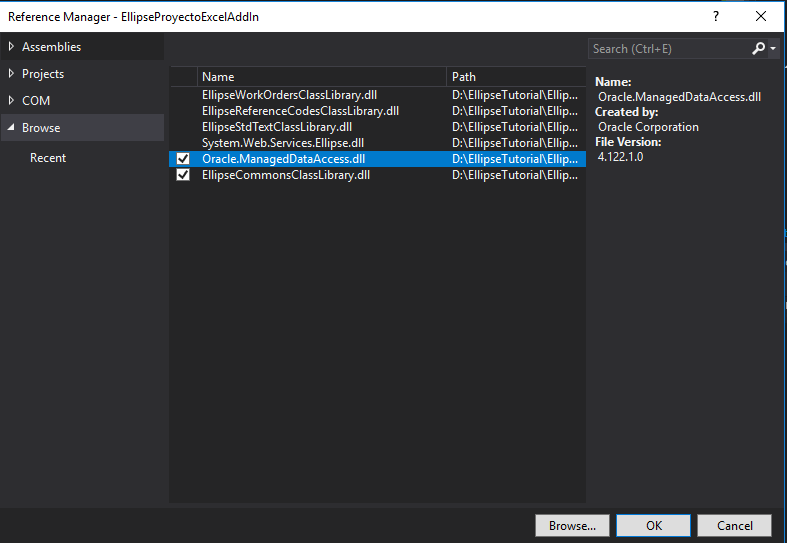 Reference Manager - EllipseProyectoExcelAddIn
?
Assemblies
Projects
COM
Browse
Recent
Name Path
EllipseWorkOrdersClassLibrary.dll D:\EllipseTutorial\Ellip...
EllipseReferenceCodesClassLibrary.dll D:\EllipseTutorial\Ellip...
EllipseStdTextClassLibrary.dll D:\EllipseTutorial\Ellip...
System.Web.Services.Ellipse.dll D:\EllipseTutorial\Ellip...
Oracle.ManagedDataAccess.dll D:\EllipseTutorial\Ellip...
EllipseCommonsClassLibrary.dll D:\EllipseTutorial\Ellip...
Search (Ctrl+E)
Name:
Oracle.ManagedDataAccess.dll
Created by:
Oracle Corporation
File Version:
4.122.1.0
Browse... OK Cancel